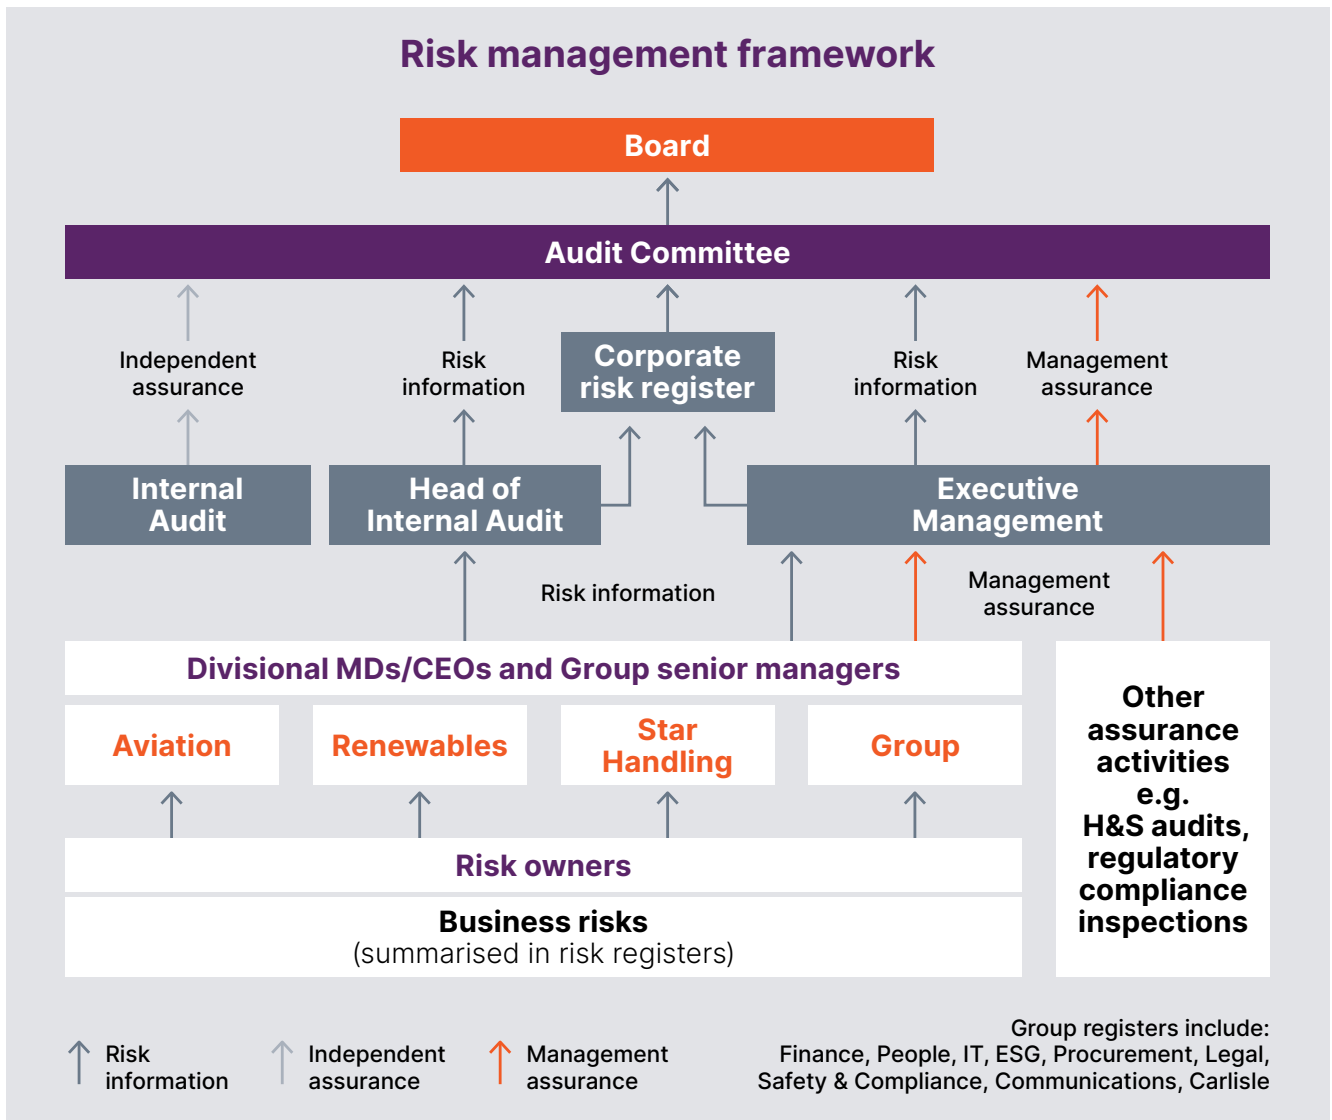 Risk management framework
Board
Audit Committee
Independent
assurance
Risk
information
Corporate
risk register
Risk
information
Management
assurance
Internal
Audit
Head of
Internal Audit
Executive
Management
Risk information
Management
assurance
Divisional MDs/CEOs and Group senior managers
Aviation
Renewables
Star
Handling
Group
Other
assurance
activities
e.g.
H&S audits,
regulatory
compliance
inspections
Risk owners
Business risks
(summarised in risk registers)
Risk
information
Independent
assurance
Management
assurance
Group registers include:
Finance, People, IT, ESG, Procurement, Legal,
Safety & Compliance, Communications, Carlisle